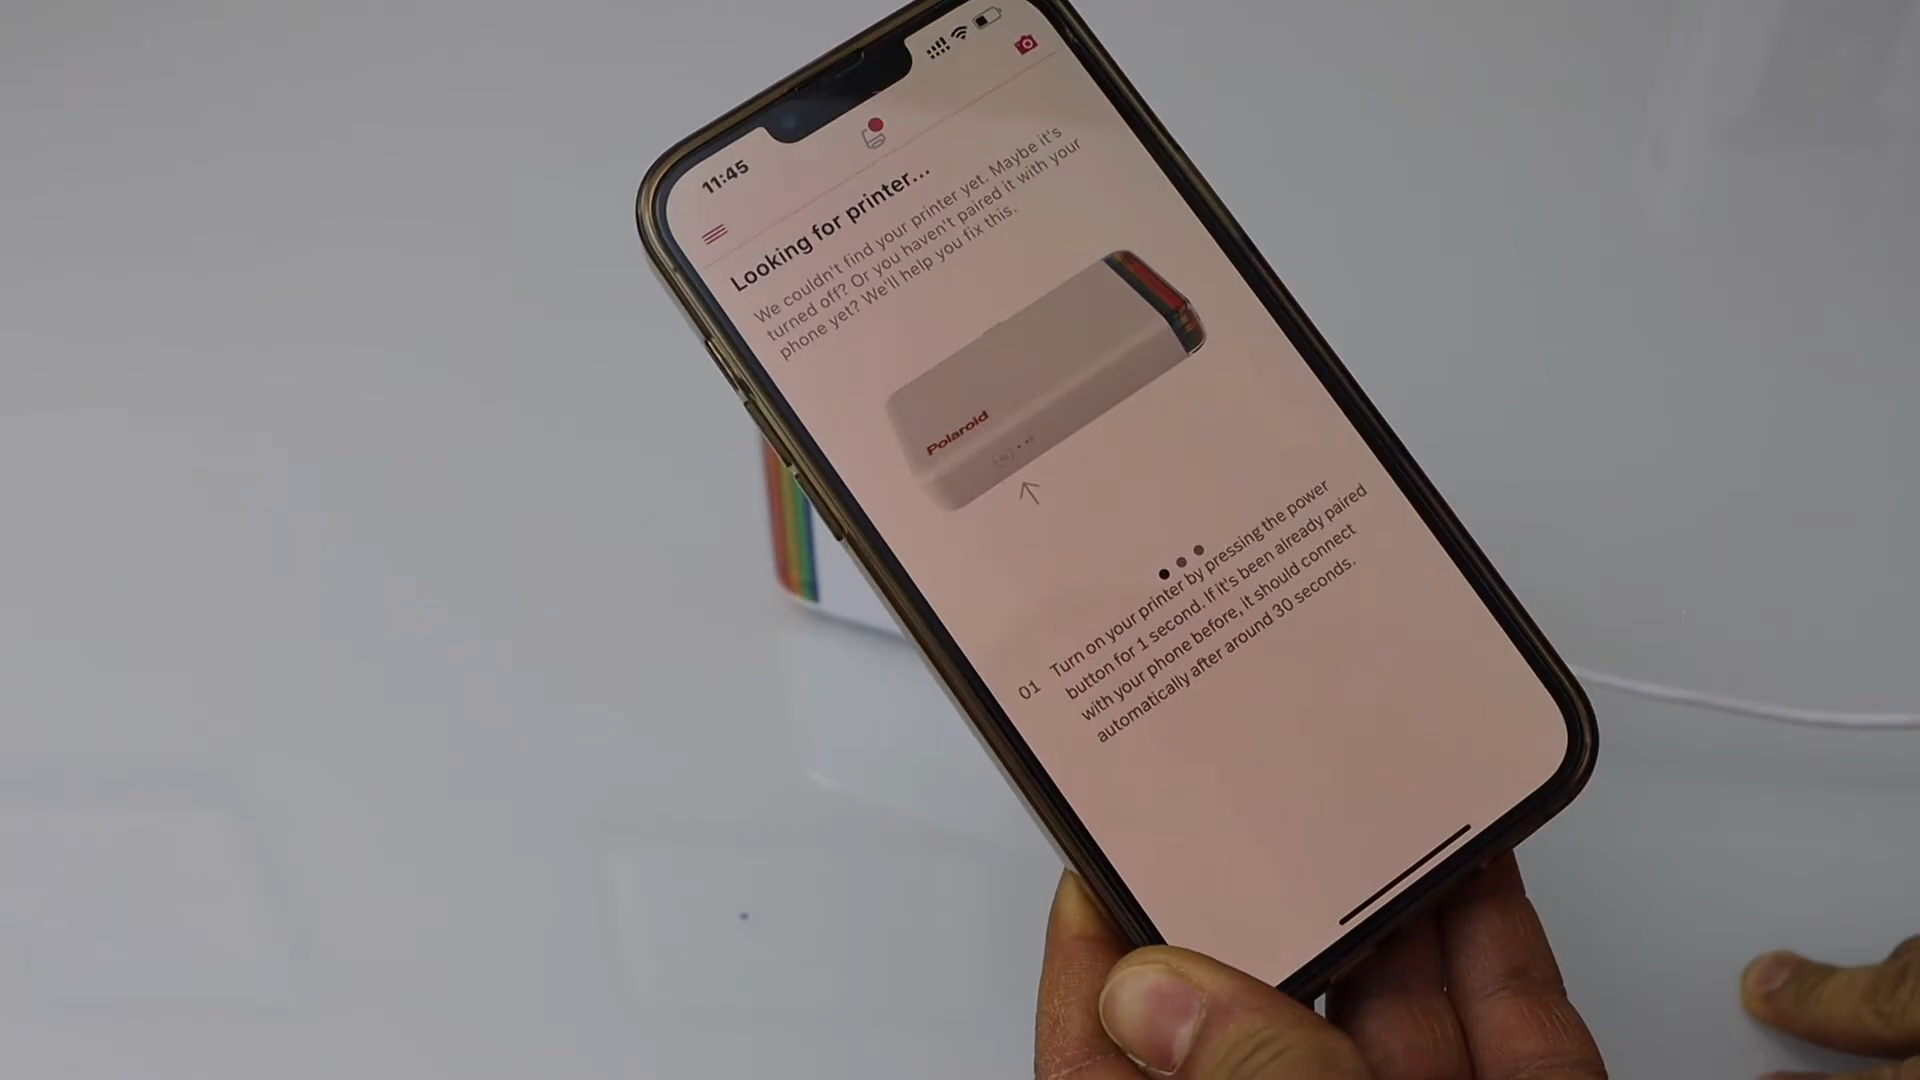 11:45
Looking for printer...
We couldn't find your printer yet. Maybe it's
turned off? Or you haven't paired it with your
phone yet? We'll help you fix this.
Polaroid
01 Turn on your printer by pressing the power
button for 1 second. If it's been already paired
with your phone before, it should connect
automatically after around 30 seconds.